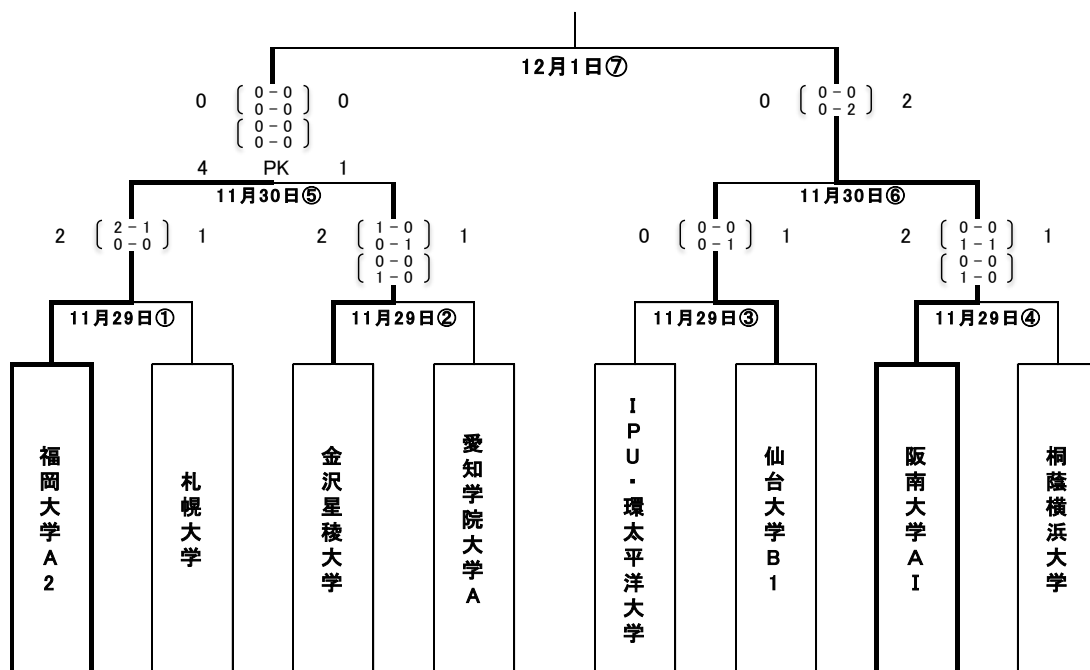 12月1日⑦
0 0-0 0
0-0
0-0
0-0
4 PK 1
0 0-0 2
0-2
11月30日⑤
11月30日⑥
2 2-1 1
0-0
2 1-0 1
0-1
0-0
1-0
0 0-0 1
0-1
2 0-0 1
1-1
0-0
1-0
11月29日①
11月29日②
11月29日③
11月29日④
福岡大学A2
札幌大学
金沢星稜大学
愛知学院大学A
IPU・環太平洋大学
仙台大学B1
阪南大学AI
桐蔭横浜大学